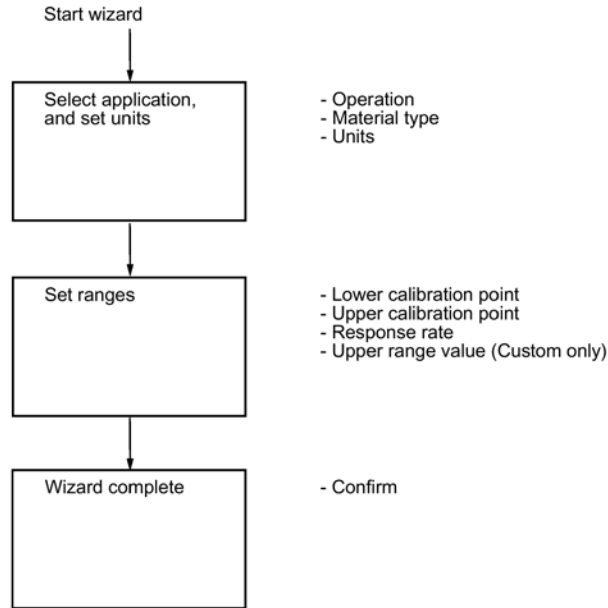 Start wizard
Select application,
and set units
- Operation
- Material type
- Units
Set ranges
- Lower calibration point
- Upper calibration point
- Response rate
- Upper range value (Custom only)
Wizard complete
- Confirm